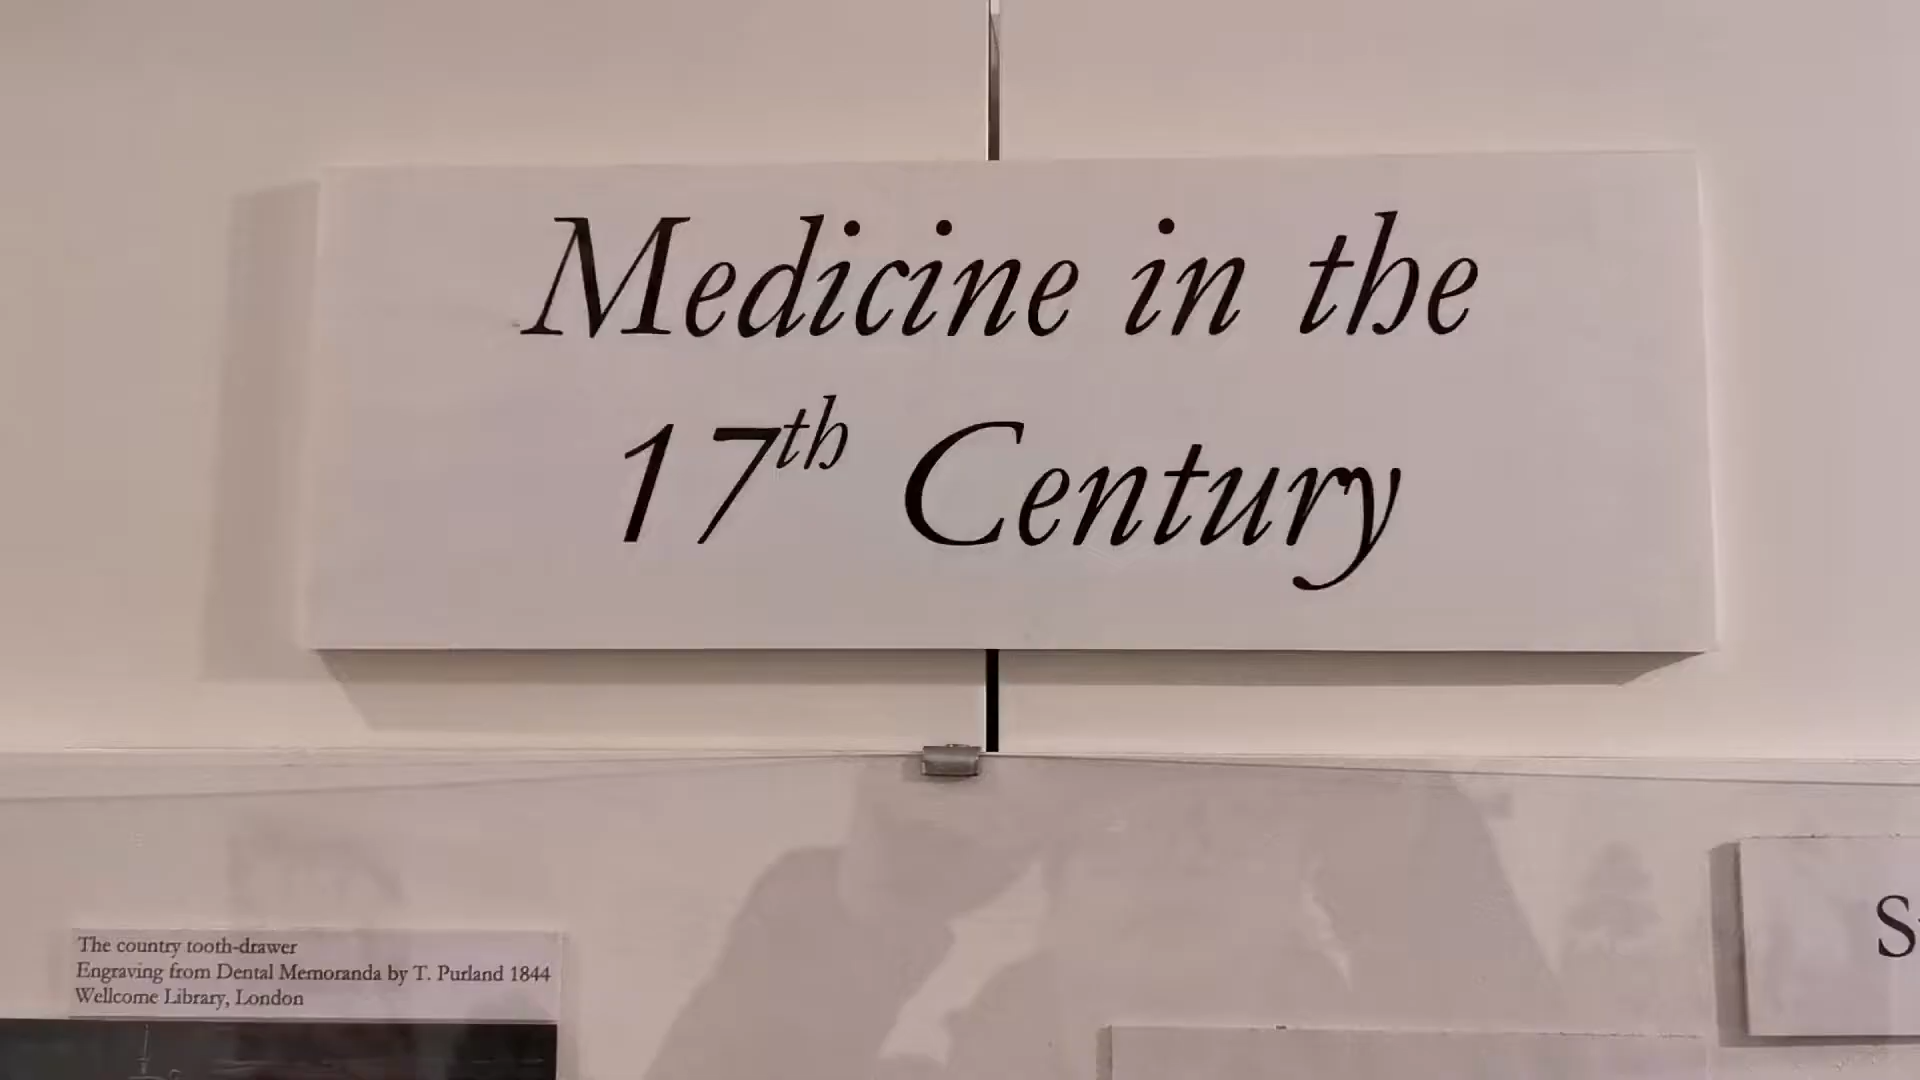 Medicine in the
17th Century
The country tooth-drawer
Engraving from Dental Memoranda by T. Purland 1844
Wellcome Library, London